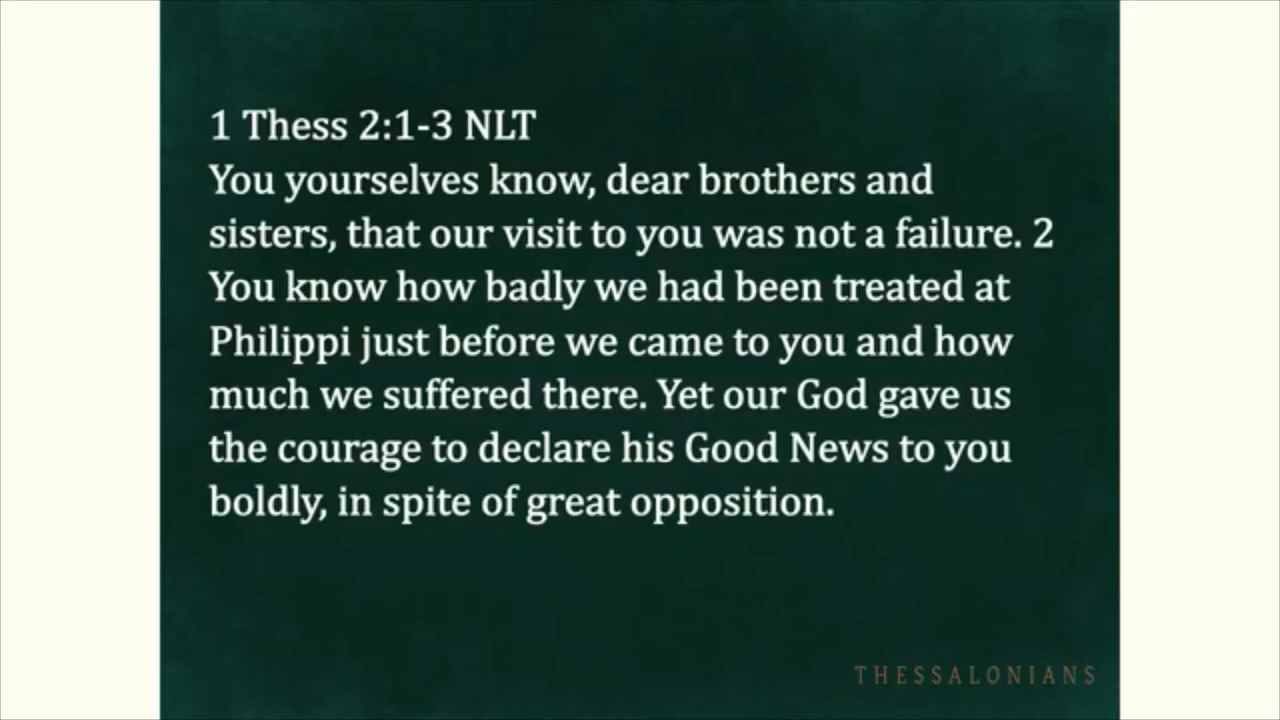 1 Thess 2:1-3 NLT
You yourselves know, dear brothers and
sisters, that our visit to you was not a failure. 2
You know how badly we had been treated at
Philippi just before we came to you and how
much we suffered there. Yet our God gave us
the courage to declare his Good News to you
boldly, in spite of great opposition.
THESSALONIANS